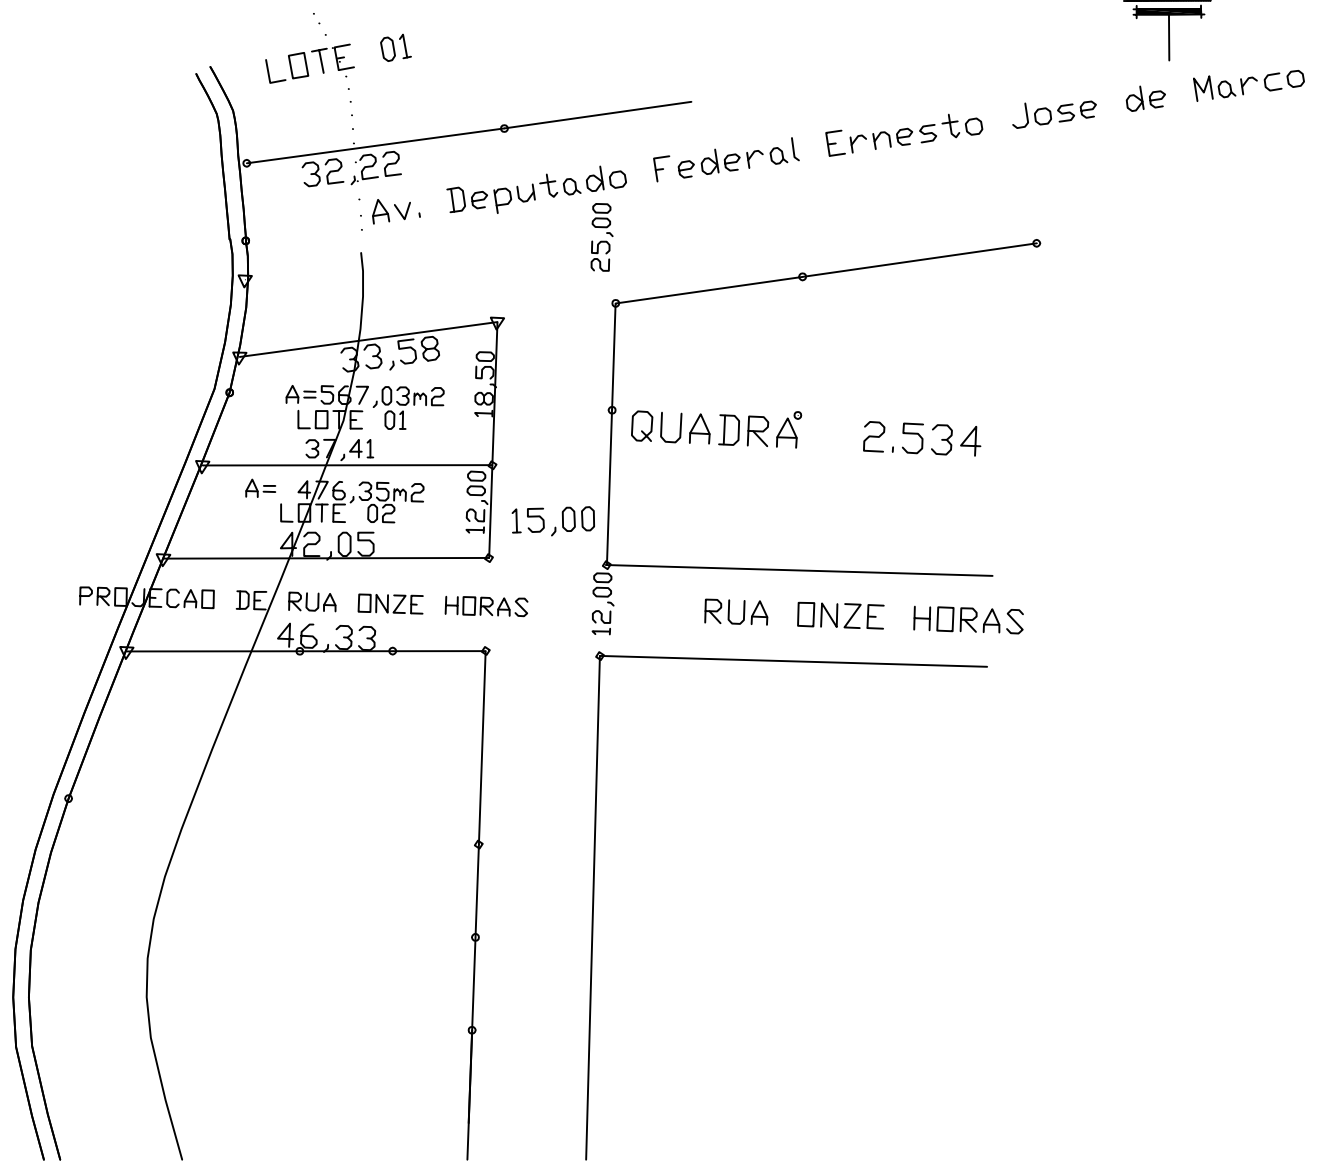 LOTE 01
32,22
Av. Deputado Federal Ernesto Jose de Marco
25,00
33,58
18,50
A=567,03m2
LOTE 01
37,41
QUADRA 2.534
A= 476,35m2
12,00
LOTE 02
15,00
42,05
PROJECAO DE RUA ONZE HORAS
12,00
RUA ONZE HORAS
46,33